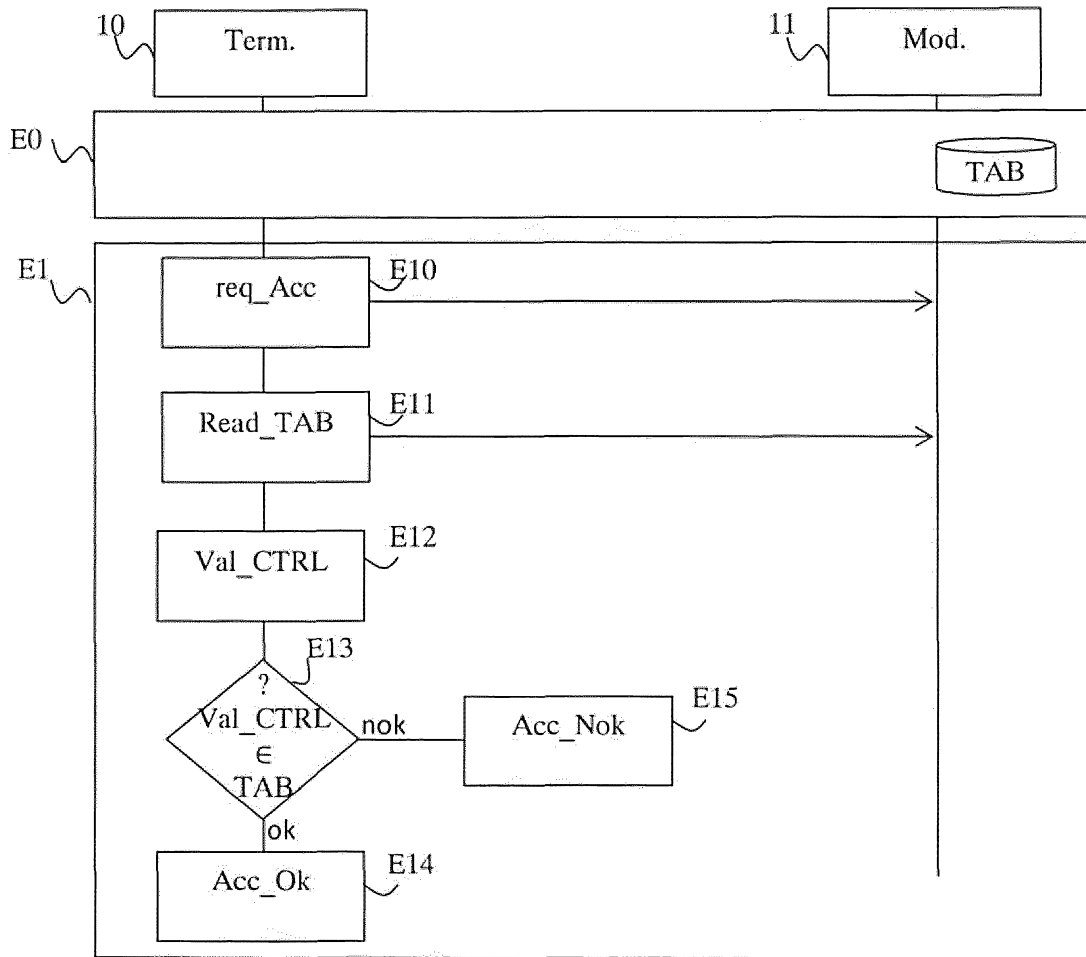 10
Term.
11
Mod.
E0
TAB
E1
req_Acc
E10
Read_TAB
E11
Val_CTRL
E12
E13
?
Val_CTRL
∈
TAB
nok
Acc_Nok
E15
ok
Acc_Ok
E14